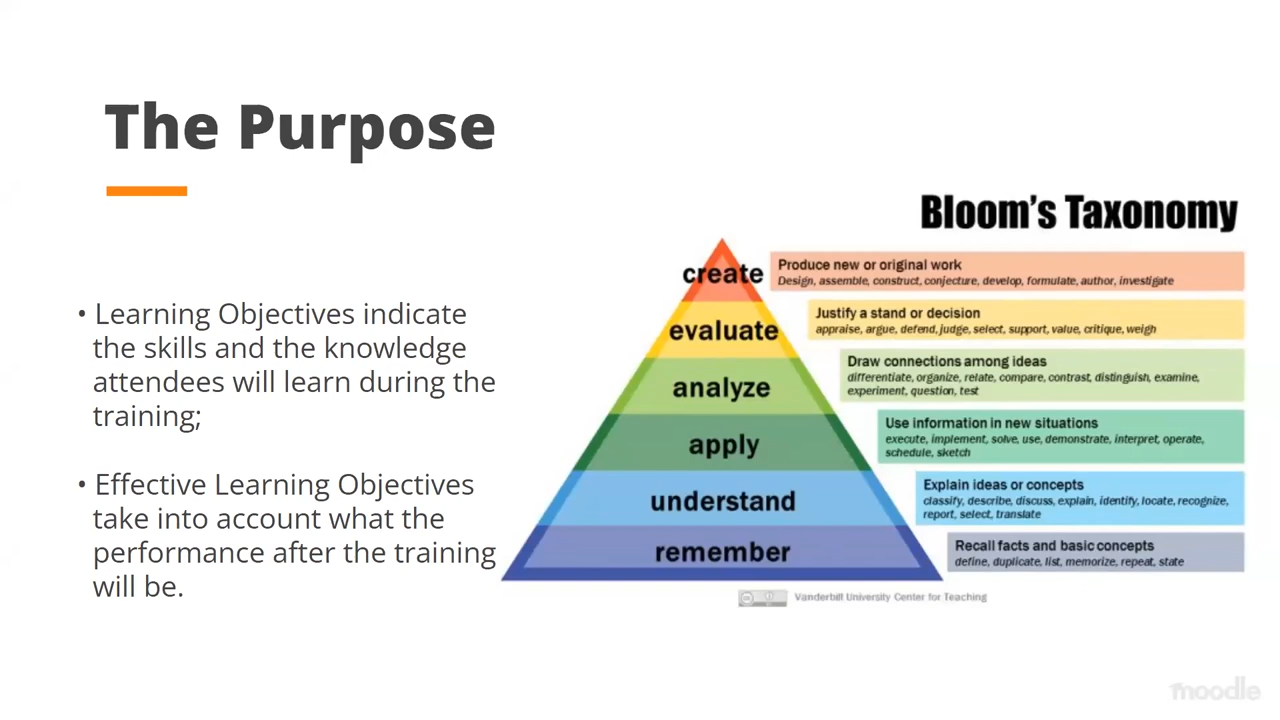 The Purpose
• Learning Objectives indicate
the skills and the knowledge
attendees will learn during the
training;
• Effective Learning Objectives
take into account what the
performance after the training
will be.
Bloom's Taxonomy
create
Produce new or original work
Design, assemble, construct, conjecture, develop, formulate, author, investigate
evaluate
Justify a stand or decision
appraise, argue, defend, judge, select, support, value, critique, weigh
analyze
Draw connections among ideas
differentiate, organize, relate, compare, contrast, distinguish, examine,
experiment, question, test
apply
Use information in new situations
execute, implement, solve, use, demonstrate, interpret, operate,
schedule, sketch
understand
Explain ideas or concepts
classify, describe, discuss, explain, identify, locate, recognize,
report, select, translate
remember
Recall facts and basic concepts
define, duplicate, list, memorize, repeat, state
Vanderbilt University Center for Teaching
moodle